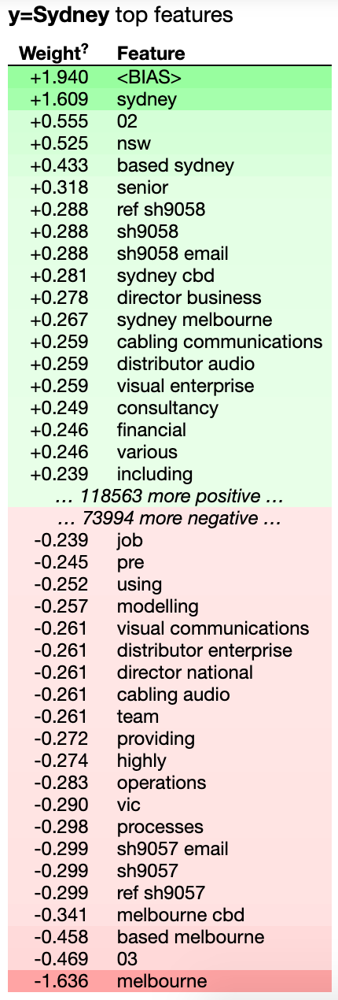 y=Sydney top features
Weight? Feature
+1.940 <BIAS>
+1.609 sydney
+0.555 02
+0.525 nsw
+0.433 based sydney
+0.318 senior
+0.288 ref sh9058
+0.288 sh9058
+0.288 sh9058 email
+0.281 sydney cbd
+0.278 director business
+0.267 sydney melbourne
+0.259 cabling communications
+0.259 distributor audio
+0.259 visual enterprise
+0.249 consultancy
+0.246 financial
+0.246 various
+0.239 including
… 118563 more positive …
… 73994 more negative …
-0.239 job
-0.245 pre
-0.252 using
-0.257 modelling
-0.261 visual communications
-0.261 distributor enterprise
-0.261 director national
-0.261 cabling audio
-0.261 team
-0.272 providing
-0.274 highly
-0.283 operations
-0.290 vic
-0.298 processes
-0.299 sh9057 email
-0.299 sh9057
-0.299 ref sh9057
-0.341 melbourne cbd
-0.458 based melbourne
-0.469 03
-1.636 melbourne